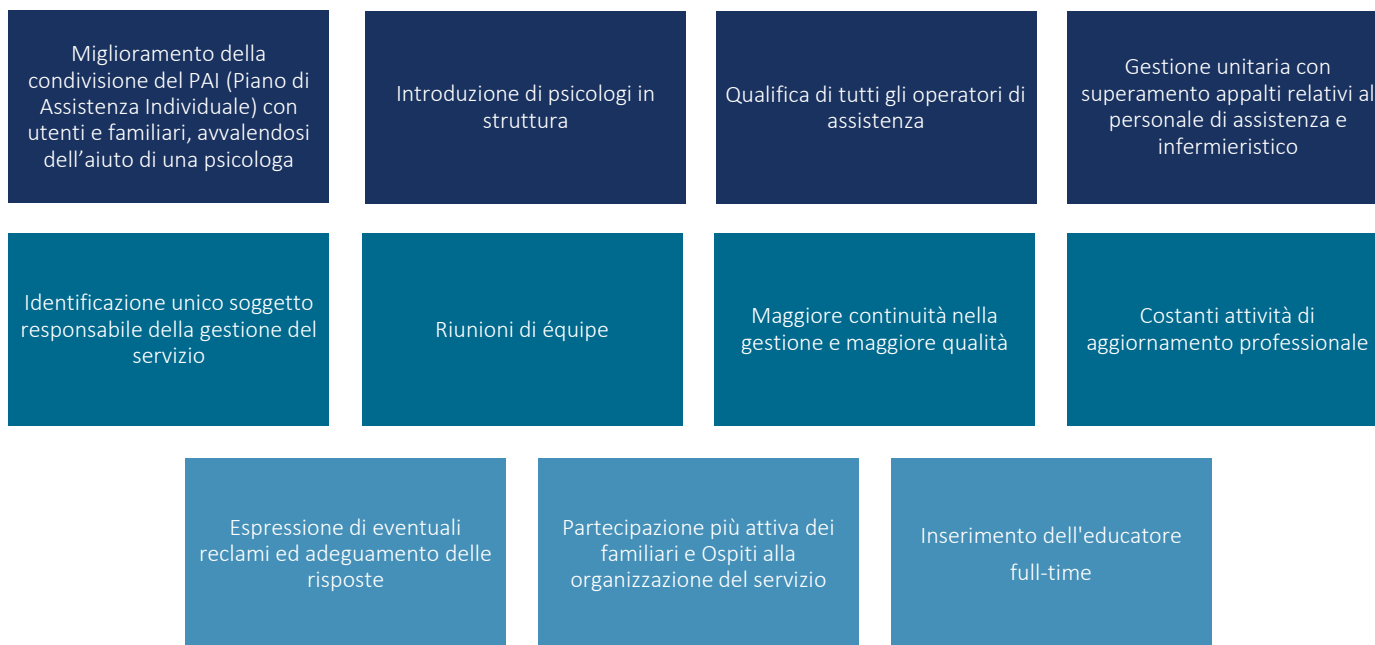 Miglioramento della
condivisione del PAI (Piano di
Assistenza Individuale) con
utenti e familiari, avvalendosi
dell’aiuto di una psicologa
Introduzione di psicologi in
struttura
Qualifica di tutti gli operatori di
assistenza
Gestione unitaria con
superamento appalti relativi al
personale di assistenza e
infermieristico
Identificazione unico soggetto
responsabile della gestione del
servizio
Riunioni di équipe
Maggiore continuità nella
gestione e maggiore qualità
Costanti attività di
aggiornamento professionale
Espressione di eventuali
reclami ed adeguamento delle
risposte
Partecipazione più attiva dei
familiari e Ospiti alla
organizzazione del servizio
Inserimento dell'educatore
full-time